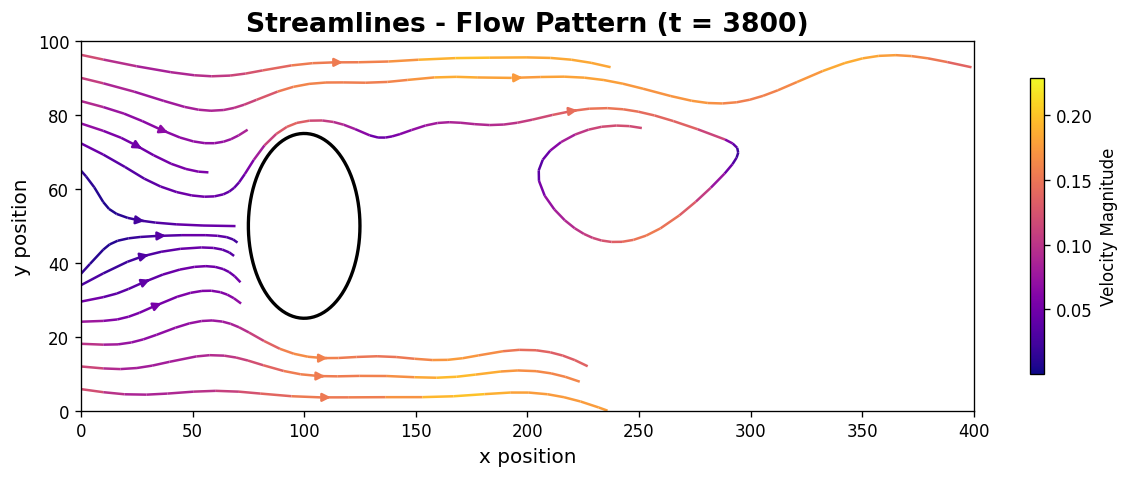 Streamlines - Flow Pattern (t = 3800)
100
80
60
40
20
0
y position
0 50 100 150 200 250 300 350 400
x position
0.20
0.15
0.10
0.05
Velocity Magnitude